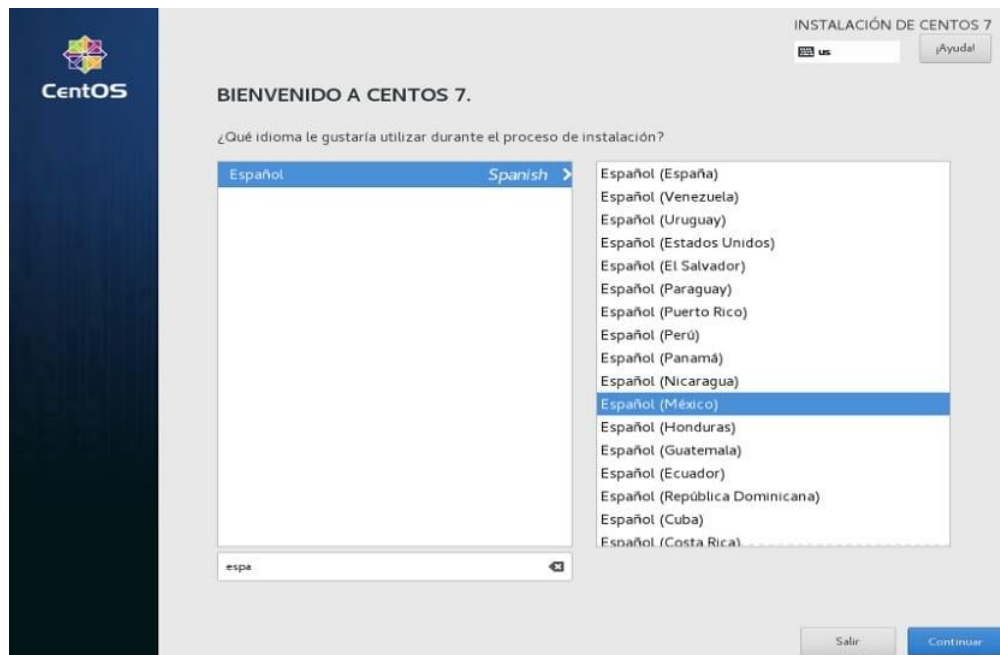 INSTALACIÓN DE CENTOS 7
us
¡Ayuda!
CentOS
BIENVENIDO A CENTOS 7.
¿Qué idioma le gustaría utilizar durante el proceso de instalación?
Español Spanish
Español (España)
Español (Venezuela)
Español (Uruguay)
Español (Estados Unidos)
Español (El Salvador)
Español (Paraguay)
Español (Puerto Rico)
Español (Perú)
Español (Panamá)
Español (Nicaragua)
Español (México)
Español (Honduras)
Español (Guatemala)
Español (Ecuador)
Español (República Dominicana)
Español (Cuba)
Español (Costa Rica)
espa
Salir
Continuar